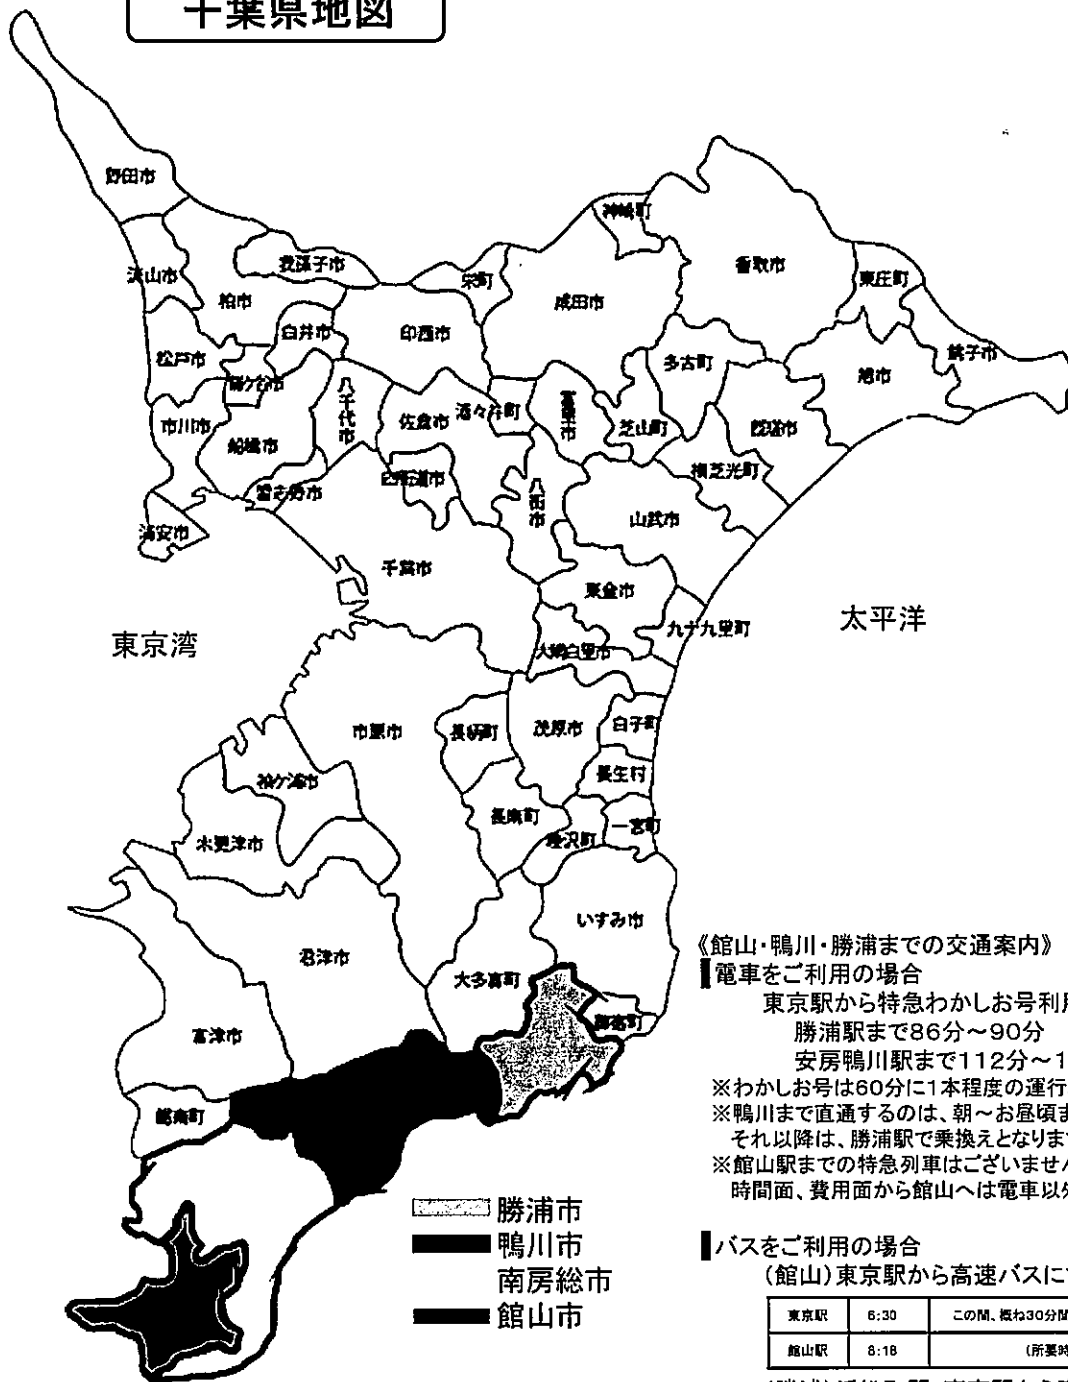 千葉県地図
野田市
神崎町
香取市
我孫子市
流山市
栄町
東庄町
柏市
成田市
白井市
印西市
銚子市
松戸市
多古町
旭市
鎌ケ谷市
八千代市
酒々井町
富里市
市川市
佐倉市
芝山町
匝瑳市
船橋市
横芝光町
四街道市
習志野市
八街市
山武市
浦安市
千葉市
東金市
東京湾
太平洋
九十九里町
大網白里市
市原市
長柄町
茂原市
白子町
袖ケ浦市
長生村
長南町
木更津市
睦沢町
一宮町
いすみ市
君津市
大多喜町
御宿町
富津市
鋸南町
勝浦市
鴨川市
南房総市
館山市
《館山・鴨川・勝浦までの交通案内》
電車をご利用の場合
東京駅から特急わかしお号利用
勝浦駅まで86分～90分
安房鴨川駅まで112分～1
※わかしお号は60分に1本程度の運行
※鴨川まで直通するのは、朝～お昼頃ま
それ以降は、勝浦駅で乗換えとなりま
※館山駅までの特急列車はございません
時間面、費用面から館山へは電車以外
バスをご利用の場合
(館山)東京駅から高速バスに
東京駅 6:30 この間、概ね30分間
館山駅 8:18 (所要時